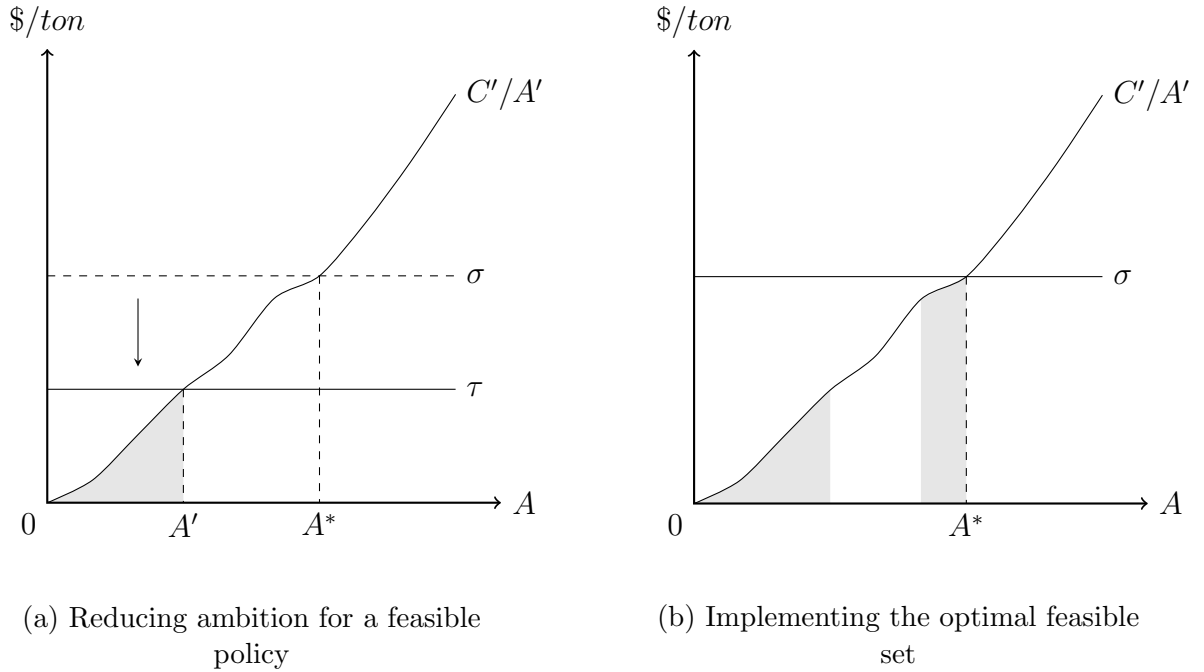 $/ton
C'/A'
σ
τ
0
A'
A*
A
(a) Reducing ambition for a feasible
policy
$/ton
C'/A'
σ
0
A*
A
(b) Implementing the optimal feasible
set